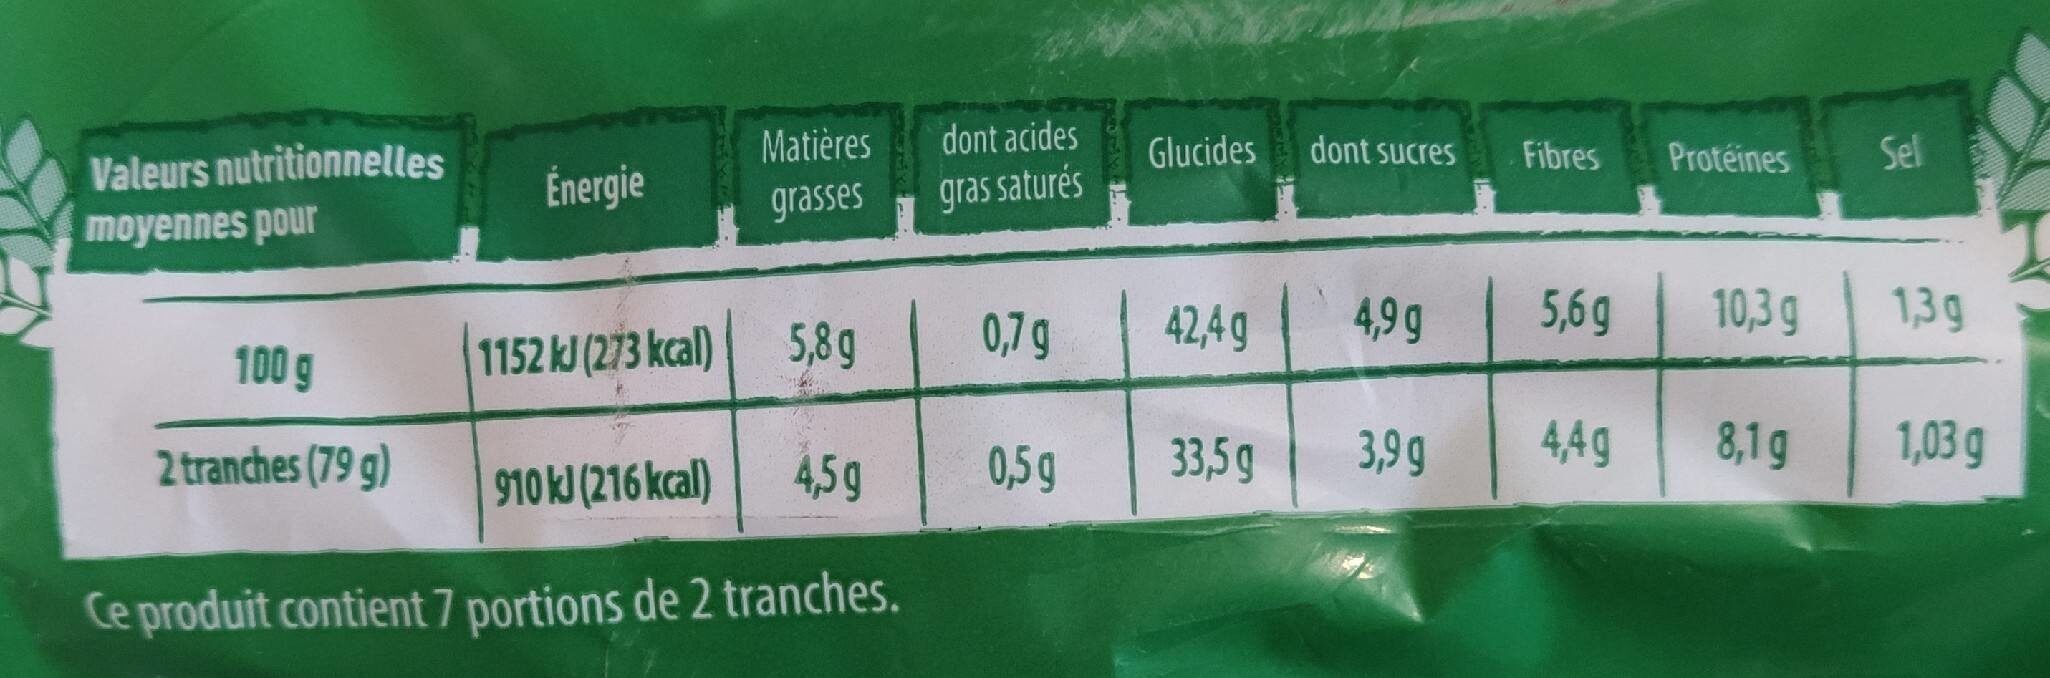 Valeurs nutritionnelles moyennes pour Énergie Matières grasses dont acides gras saturés Glucides dont sucres Fibres Protéines Sel
100 g 1152 kJ (273 kcal) 5,8 g 0,7 g 42,4 g 4,9 g 5,6 g 10,3 g 1,3 g
2 tranches (79 g) 910 kJ (216 kcal) 4,5 g 0,5 g 33,5 g 3,9 g 4,4 g 8,1 g 1,03 g
Ce produit contient 7 portions de 2 tranches.